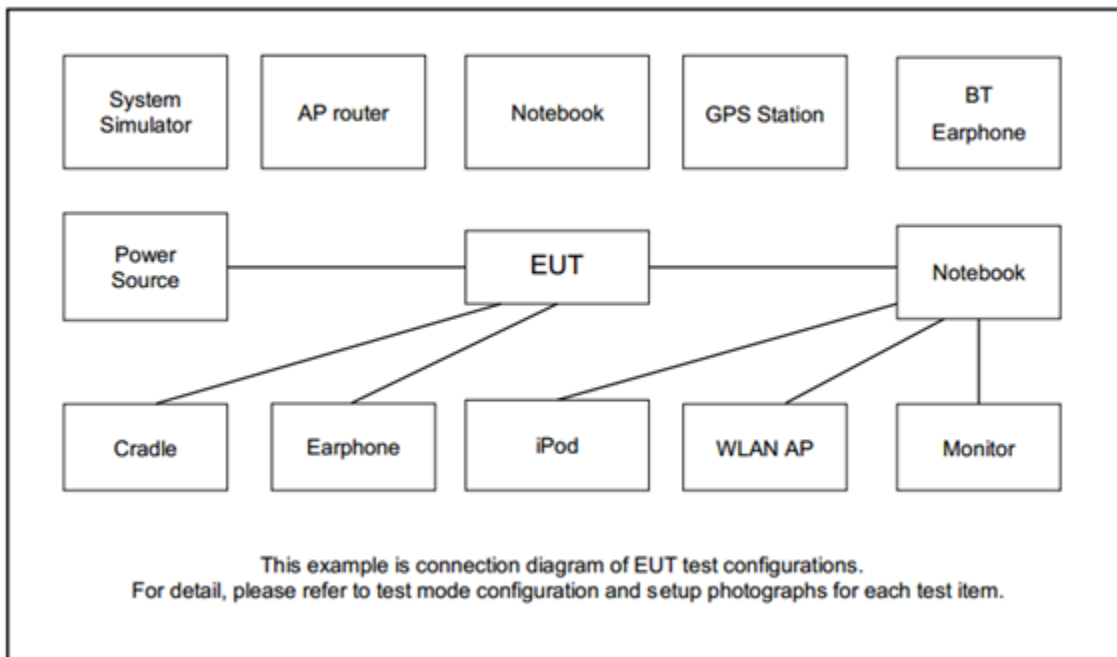 System
Simulator
AP router
Notebook
GPS Station
BT
Earphone
Power
Source
EUT
Notebook
Cradle
Earphone
iPod
WLAN AP
Monitor
This example is connection diagram of EUT test configurations.
For detail, please refer to test mode configuration and setup photographs for each test item.